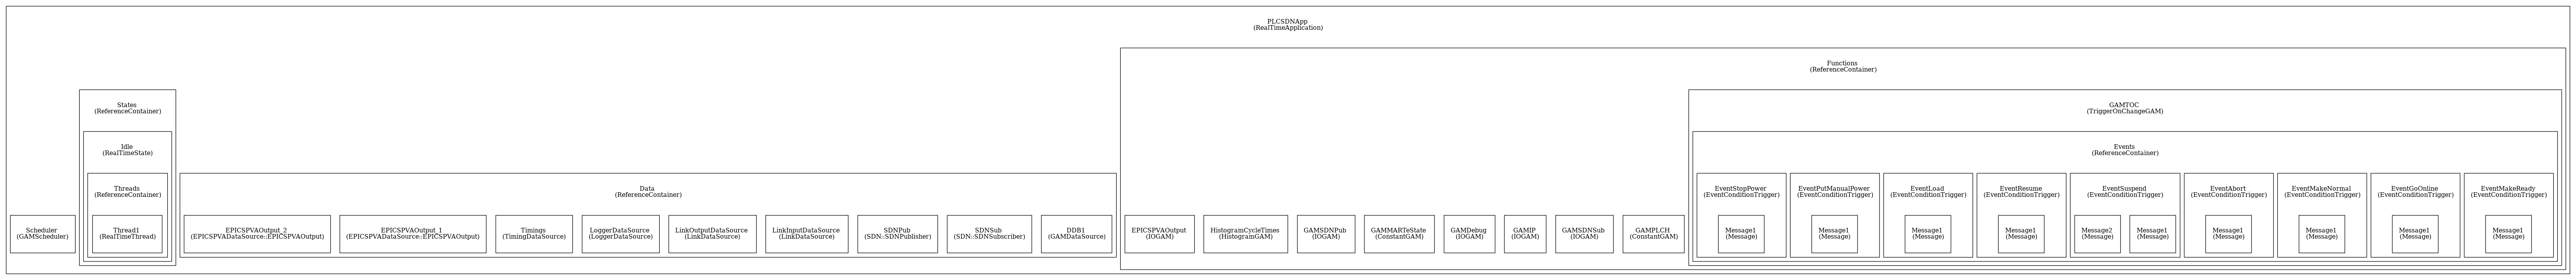 PLCSDNApp
(RealTimeApplication)
Functions
(ReferenceContainer)
States
(ReferenceContainer)
GAMTOC
(TriggerOnChangeGAM)
Idle
(RealTimeState)
Events
(ReferenceContainer)
Threads
(ReferenceContainer)
Data
(ReferenceContainer)
EventStopPower
(EventConditionTrigger)
EventPutManualPower
(EventConditionTrigger)
EventLoad
(EventConditionTrigger)
EventResume
(EventConditionTrigger)
EventSuspend
(EventConditionTrigger)
EventAbort
(EventConditionTrigger)
EventMakeNormal
(EventConditionTrigger)
EventGoOnline
(EventConditionTrigger)
EventMakeReady
(EventConditionTrigger)
Scheduler
(GAMScheduler)
Thread1
(RealTimeThread)
EPICSPVAOutput_2
(EPICSPVADataSource::EPICSPVAOutput)
EPICSPVAOutput_1
(EPICSPVADataSource::EPICSPVAOutput)
Timings
(TimingDataSource)
LoggerDataSource
(LoggerDataSource)
LinkOutputDataSource
(LinkDataSource)
LinkInputDataSource
(LinkDataSource)
SDNPub
(SDN::SDNPublisher)
SDNSub
(SDN::SDNSubscriber)
DDB1
(GAMDataSource)
EPICSPVAOutput
(IOGAM)
HistogramCycleTimes
(HistogramGAM)
GAMSDNPub
(IOGAM)
GAMMARTeState
(ConstantGAM)
GAMDebug
(IOGAM)
GAMIP
(IOGAM)
GAMSDNSub
(IOGAM)
GAMPLCH
(ConstantGAM)
Message1
(Message)
Message1
(Message)
Message1
(Message)
Message1
(Message)
Message2
(Message)
Message1
(Message)
Message1
(Message)
Message1
(Message)
Message1
(Message)
Message1
(Message)